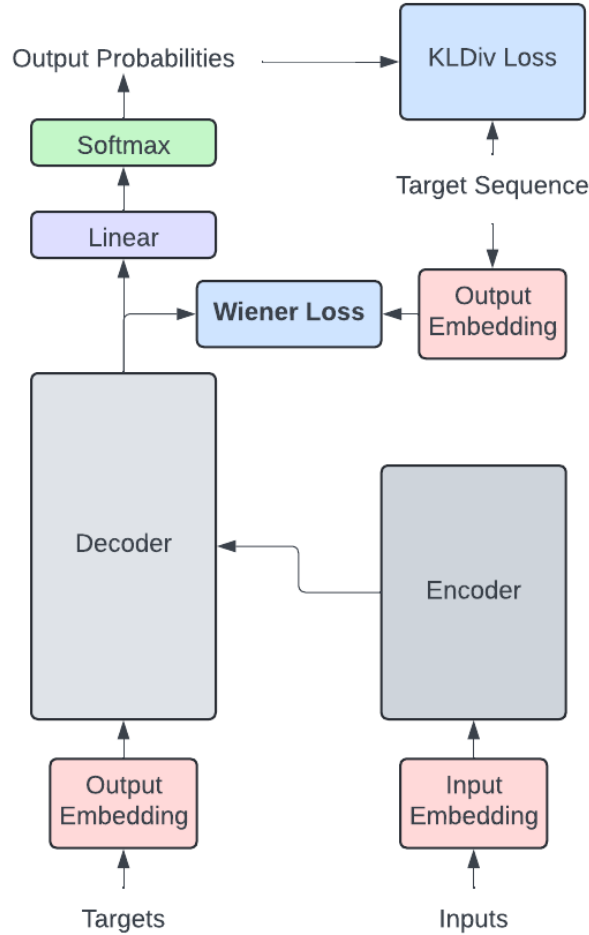 Output Probabilities
KLDiv Loss
Softmax
Target Sequence
Linear
Wiener Loss
Output
Embedding
Decoder
Encoder
Output
Embedding
Input
Embedding
Targets
Inputs